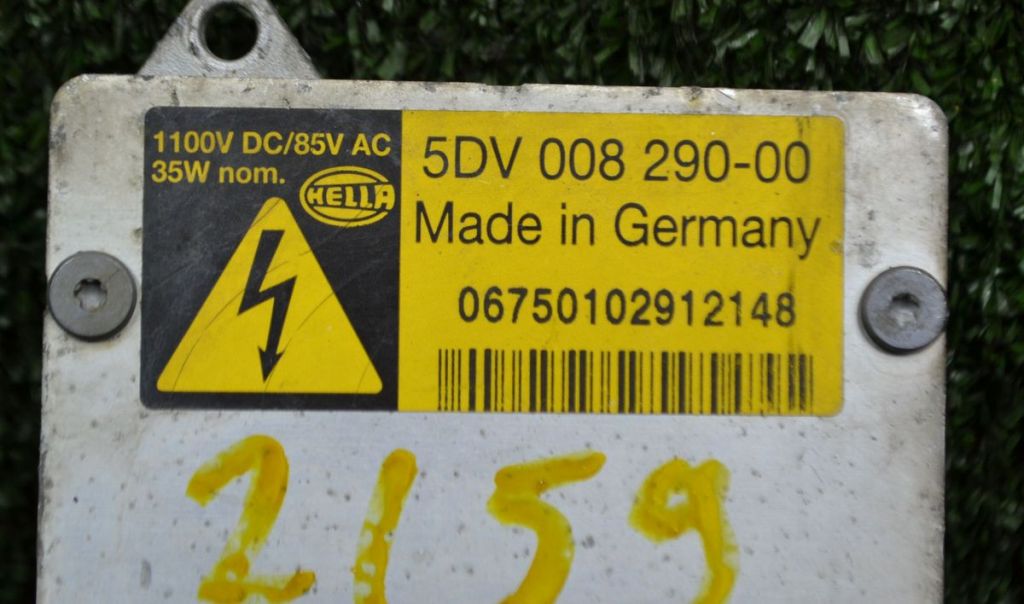 1100V DC/85V AC
35W nom.
HELLA
5DV 008 290-00
Made in Germany
06750102912148
2159